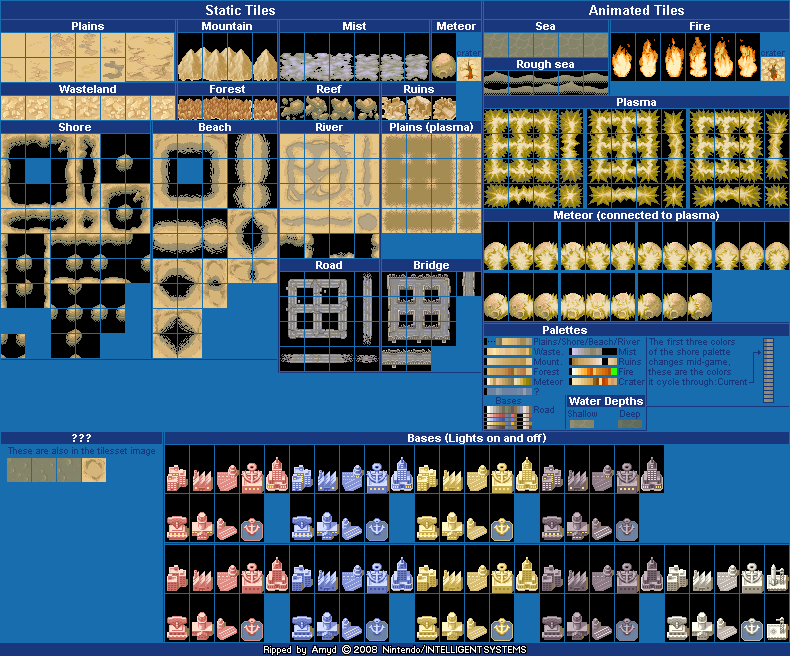 Static Tiles
Animated Tiles
Plains
Mountain
Mist
Meteor
Sea
Fire
crater
crater
Rough sea
Wasteland
Forest
Reef
Ruins
Plasma
Shore
Beach
River
Plains (plasma)
Meteor (connected to plasma)
Road
Bridge
Palettes
Plains/Shore/Beach/River
Waste.
Mist
Mount.
Ruins
Forest
Fire
Meteor
Crater
?
Bases
Road
Water Depths
Shallow
Deep
The first three colors
of the shore palette
changes mid-game,
these are the colors
it cycle through:Current
???
These are also in the tilesset image
Bases (Lights on and off)
Ripped by Amyd © 2008 Nintendo/INTELLIGENT SYSTEMS